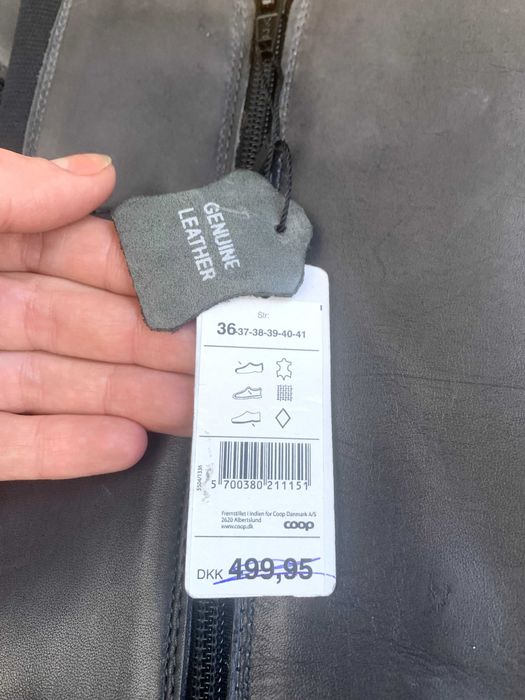 GENUINE
LEATHER
Str:
36-37-38-39-40-41
5 700380 211151
Fremstillet i Indien for Coop Danmark A/S
2620 Albertslund
www.coop.dk
coop
DKK 499,95